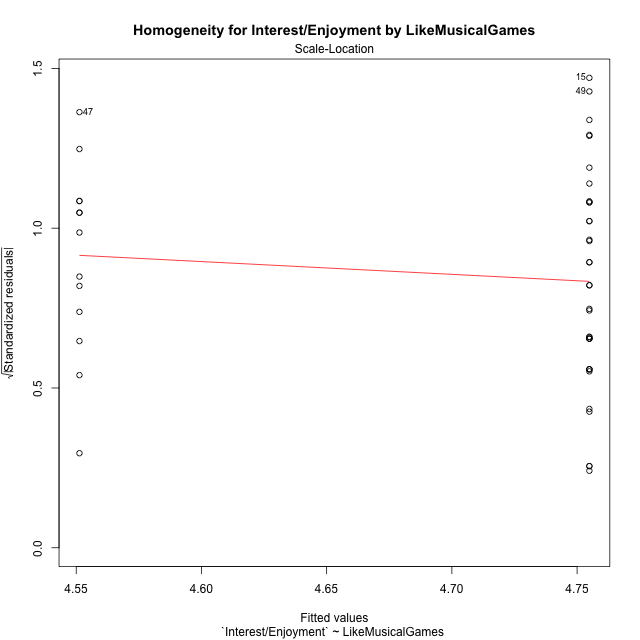 Homogeneity for Interest/Enjoyment by LikeMusicalGames
Scale-Location
1.5
1.0
0.5
0.0
√|Standardized residuals|
47
15
49
4.55 4.60 4.65 4.70 4.75
Fitted values
`Interest/Enjoyment` ~ LikeMusicalGames